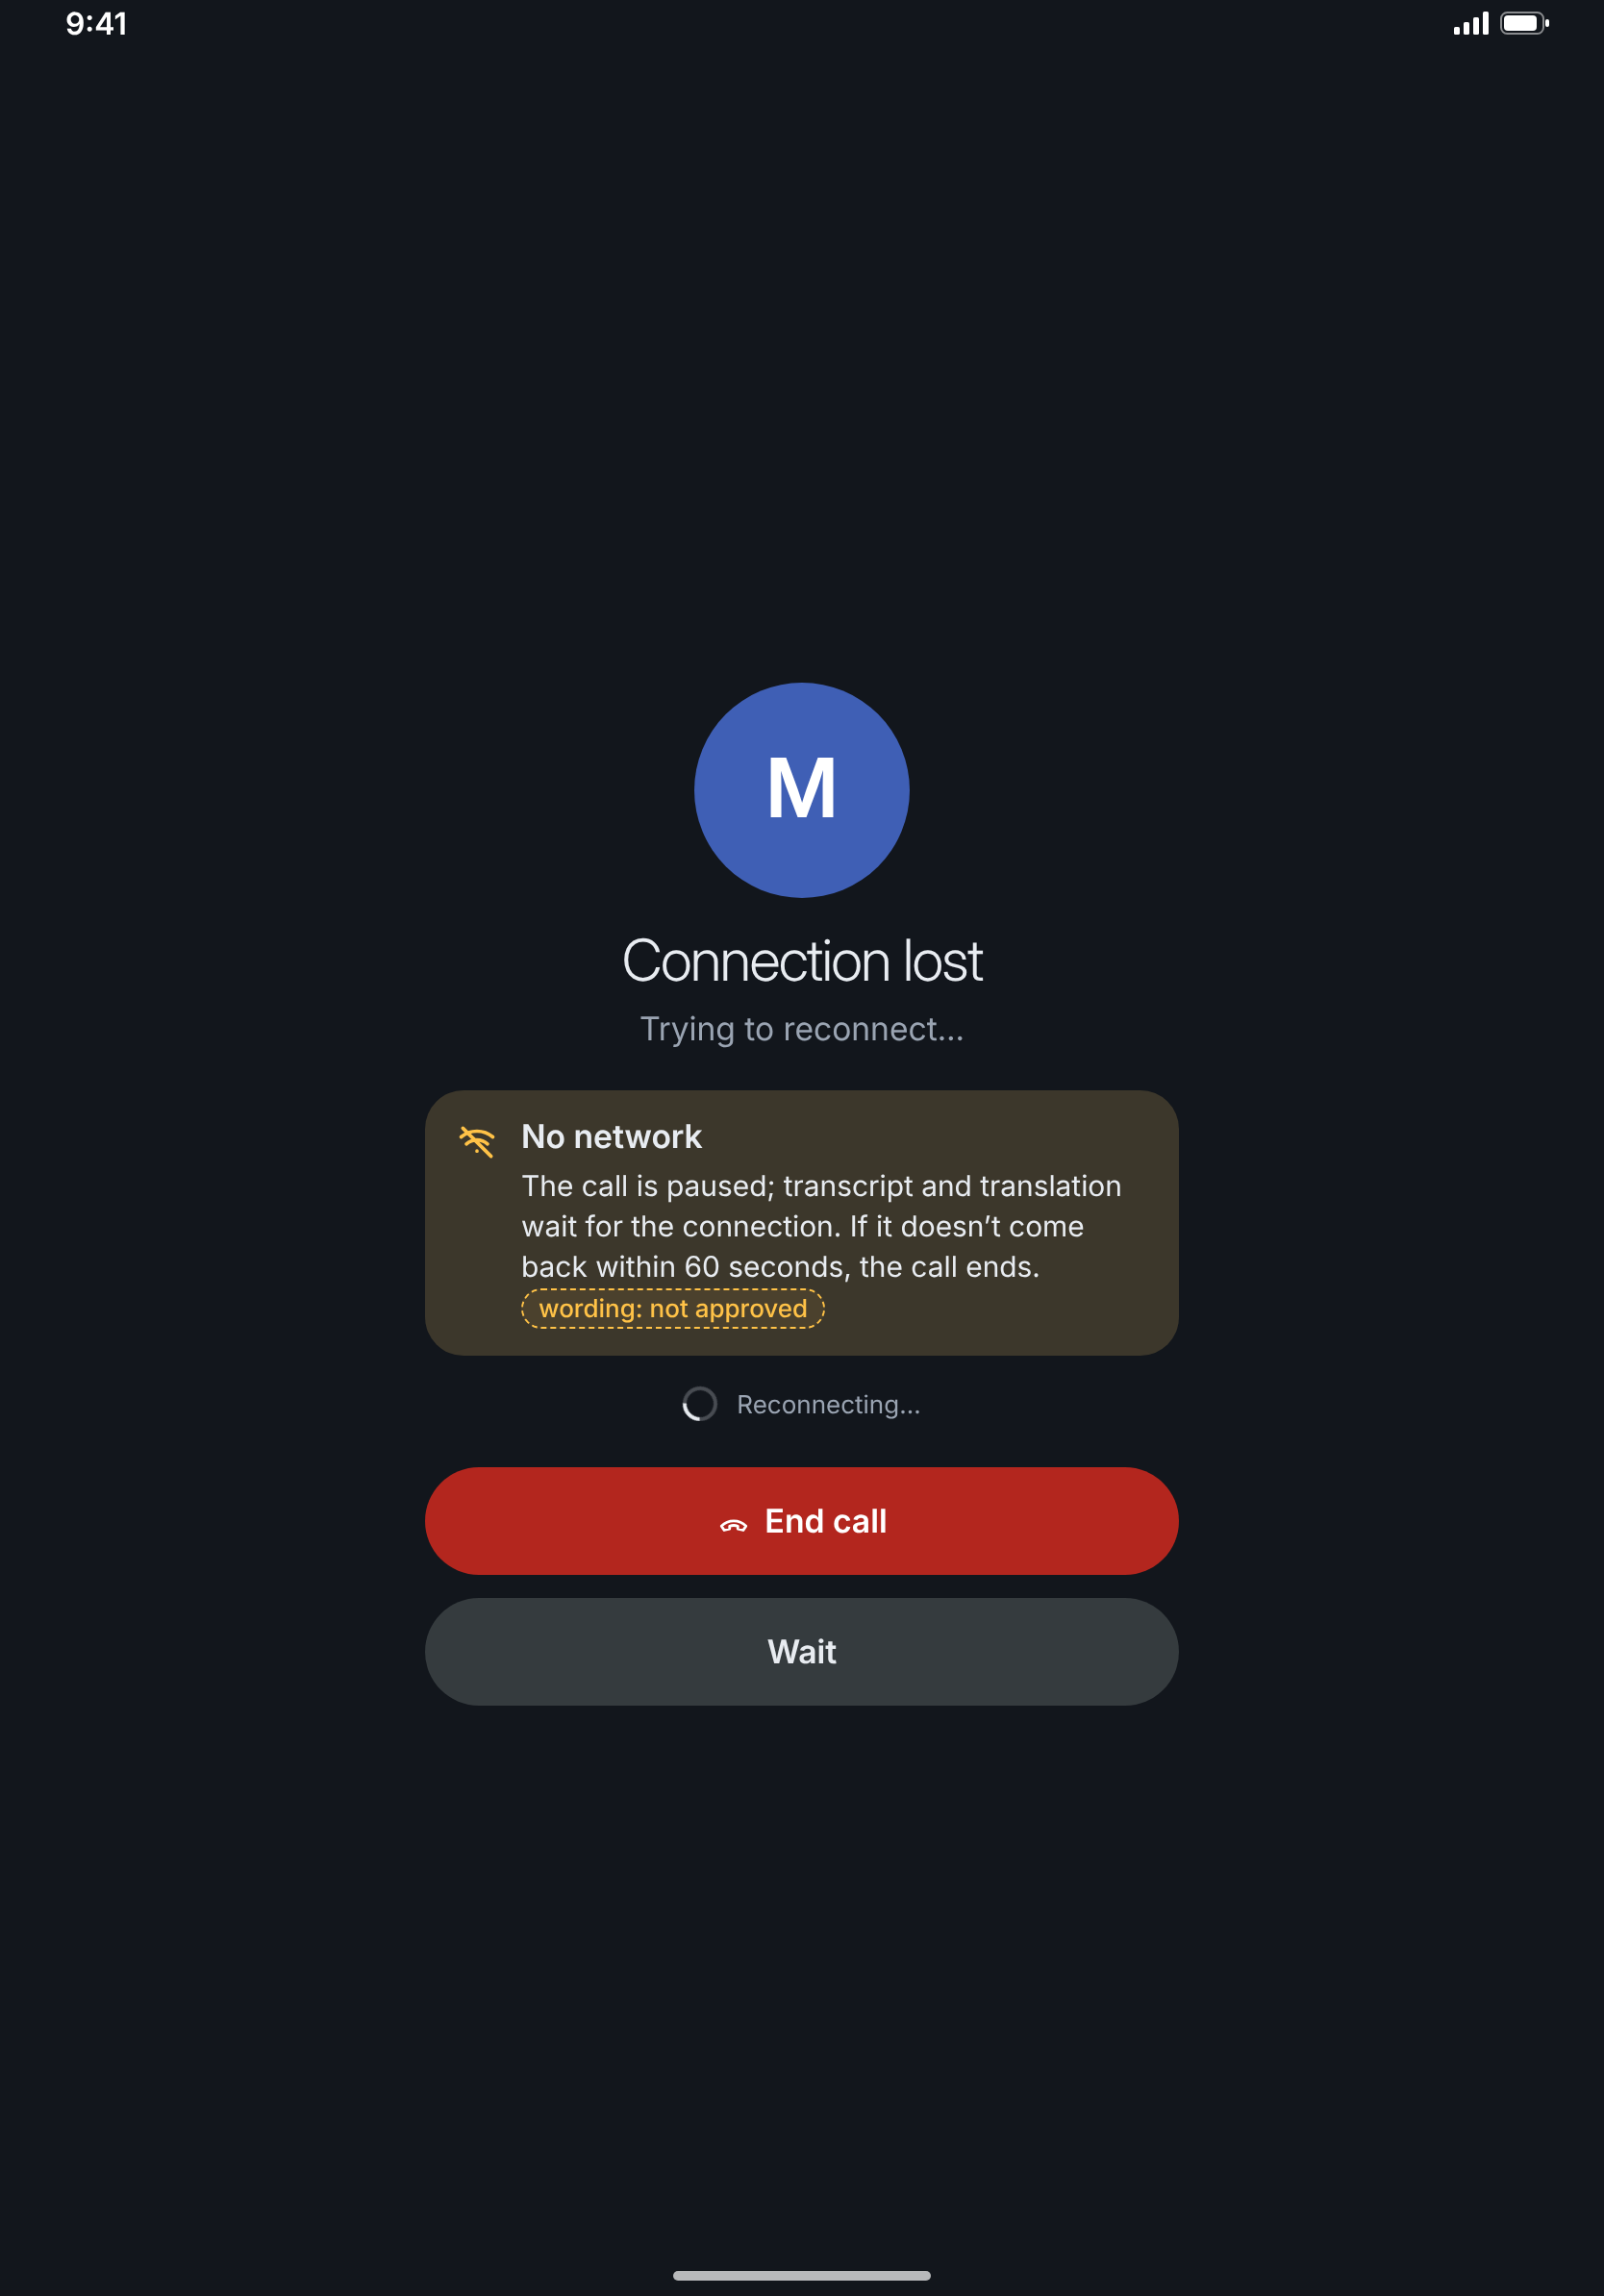 9:41
M
Connection lost
Trying to reconnect…
No network
The call is paused; transcript and translation
wait for the connection. If it doesn’t come
back within 60 seconds, the call ends.
wording: not approved
Reconnecting…
End call
Wait